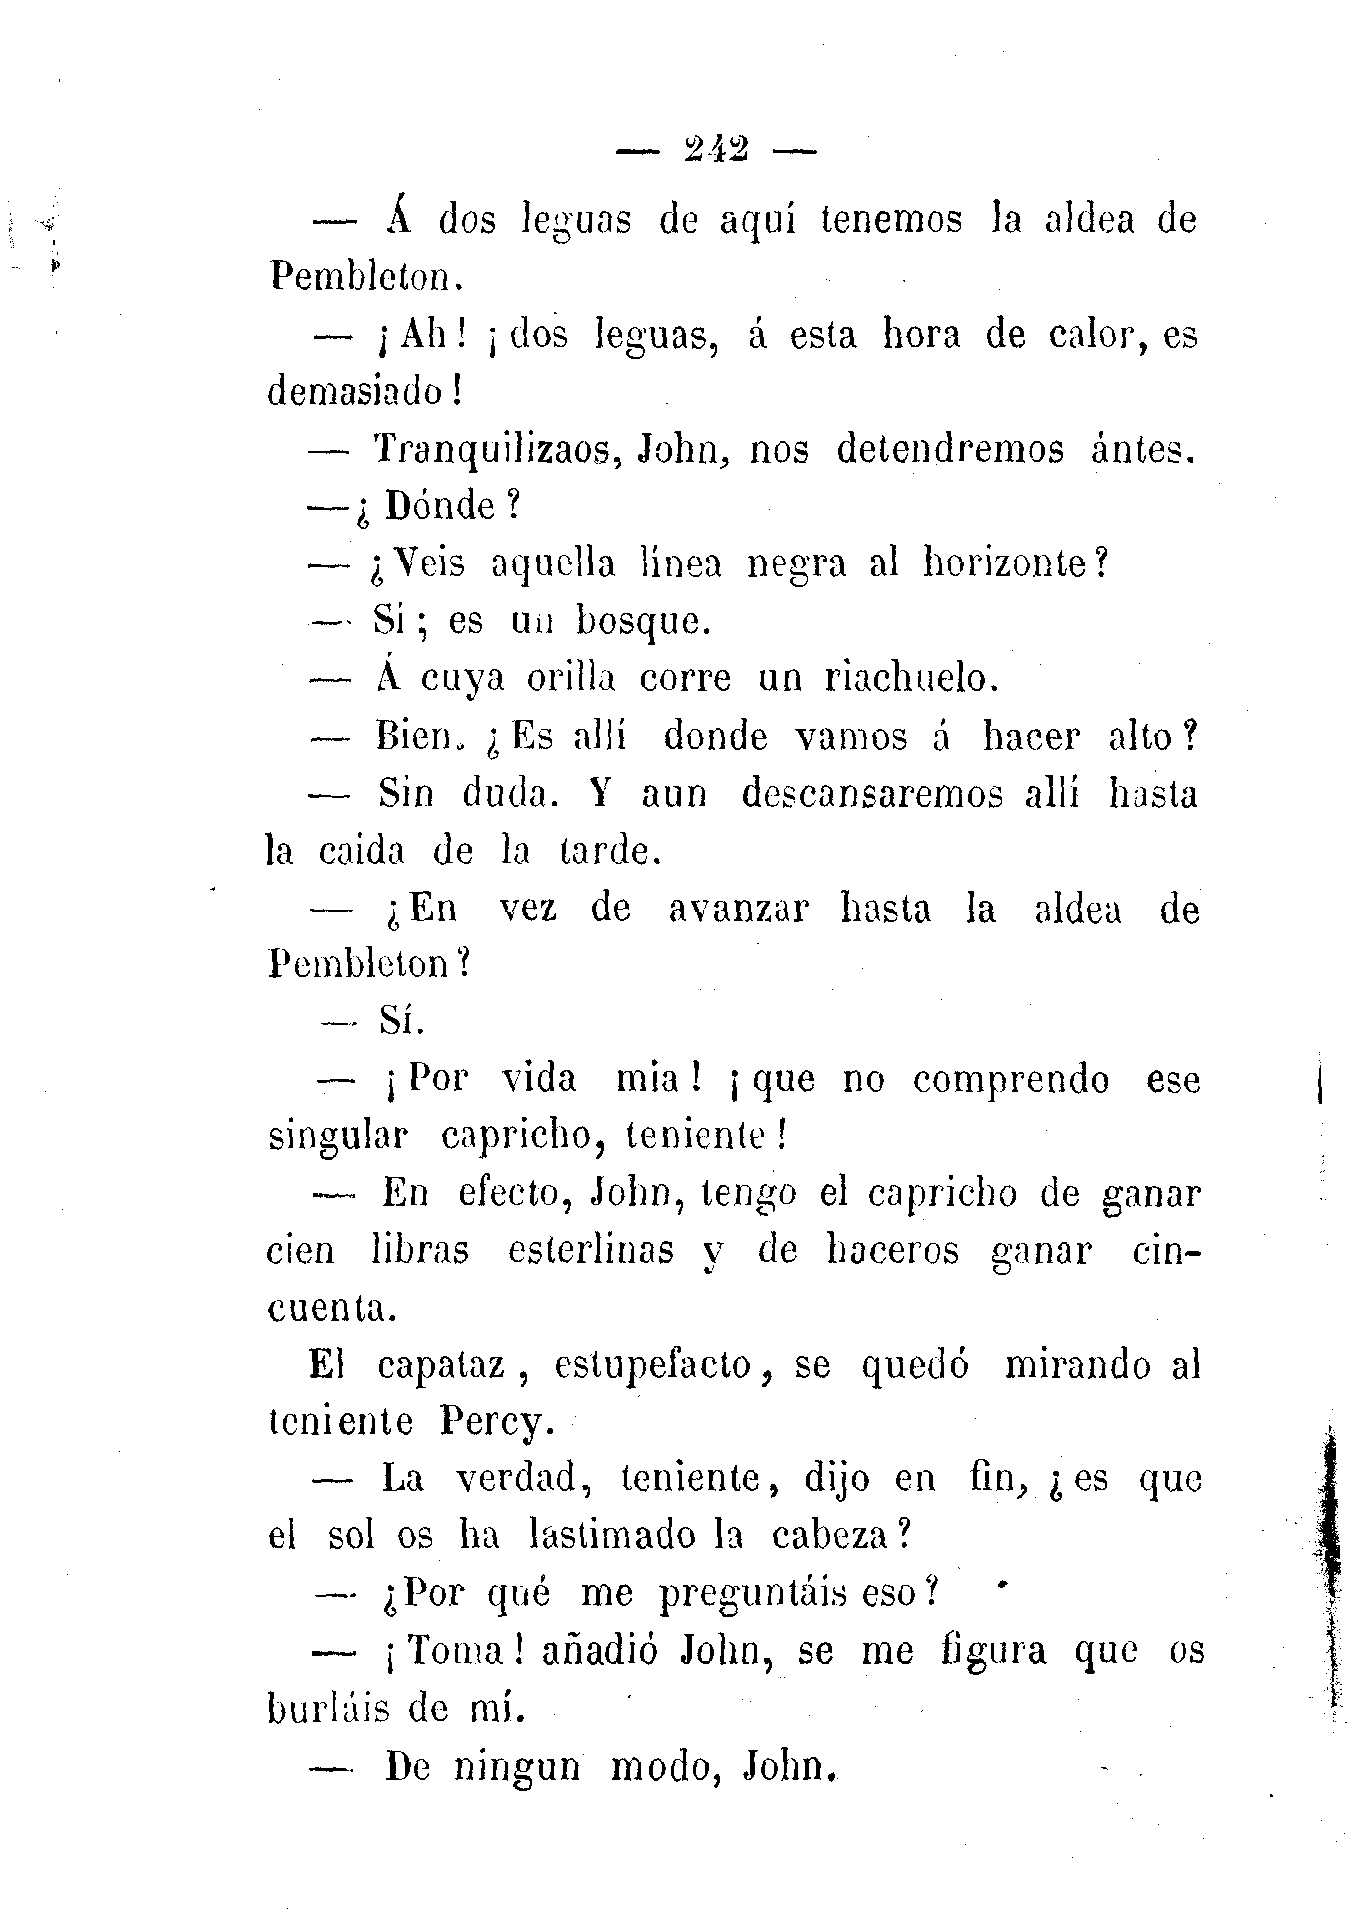 — 242 —
— Á dos leguas de aquí tenemos la aldea de
Pembleton.
— ¡Ah! ¡dos leguas, á esta hora de calor, es
demasiado!
— Tranquilizaos, John, nos detendremos ántes.
—¿Dónde?
— ¿Veis aquella línea negra al horizonte?
— Sí; es un bosque.
— Á cuya orilla corre un riachuelo.
— Bien. ¿Es allí donde vamos á hacer alto?
— Sin duda. Y aun descansaremos allí hasta
la caida de la tarde.
— ¿En vez de avanzar hasta la aldea de
Pembleton?
— Sí.
— ¡Por vida mia! ¡que no comprendo ese
singular capricho, teniente!
— En efecto, John, tengo el capricho de ganar
cien libras esterlinas y de haceros ganar cin-
cuenta.
El capataz, estupefacto, se quedó mirando al
teniente Percy.
— La verdad, teniente, dijo en fin, ¿es que
el sol os ha lastimado la cabeza?
— ¿Por qué me preguntáis eso?
— ¡Toma! añadió John, se me figura que os
burláis de mí.
— De ningun modo, John.